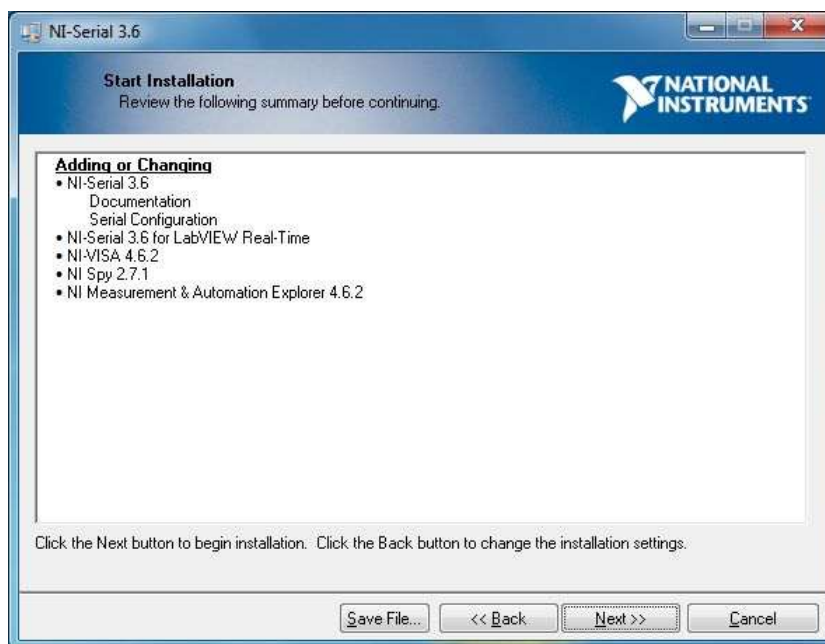 NI-Serial 3.6
Start Installation
Review the following summary before continuing.
NATIONAL
INSTRUMENTS
Adding or Changing
• NI-Serial 3.6
Documentation
Serial Configuration
• NI-Serial 3.6 for LabVIEW Real-Time
• NI-VISA 4.6.2
• NI Spy 2.7.1
• NI Measurement & Automation Explorer 4.6.2
Click the Next button to begin installation. Click the Back button to change the installation settings.
Save File... << Back Next >> Cancel